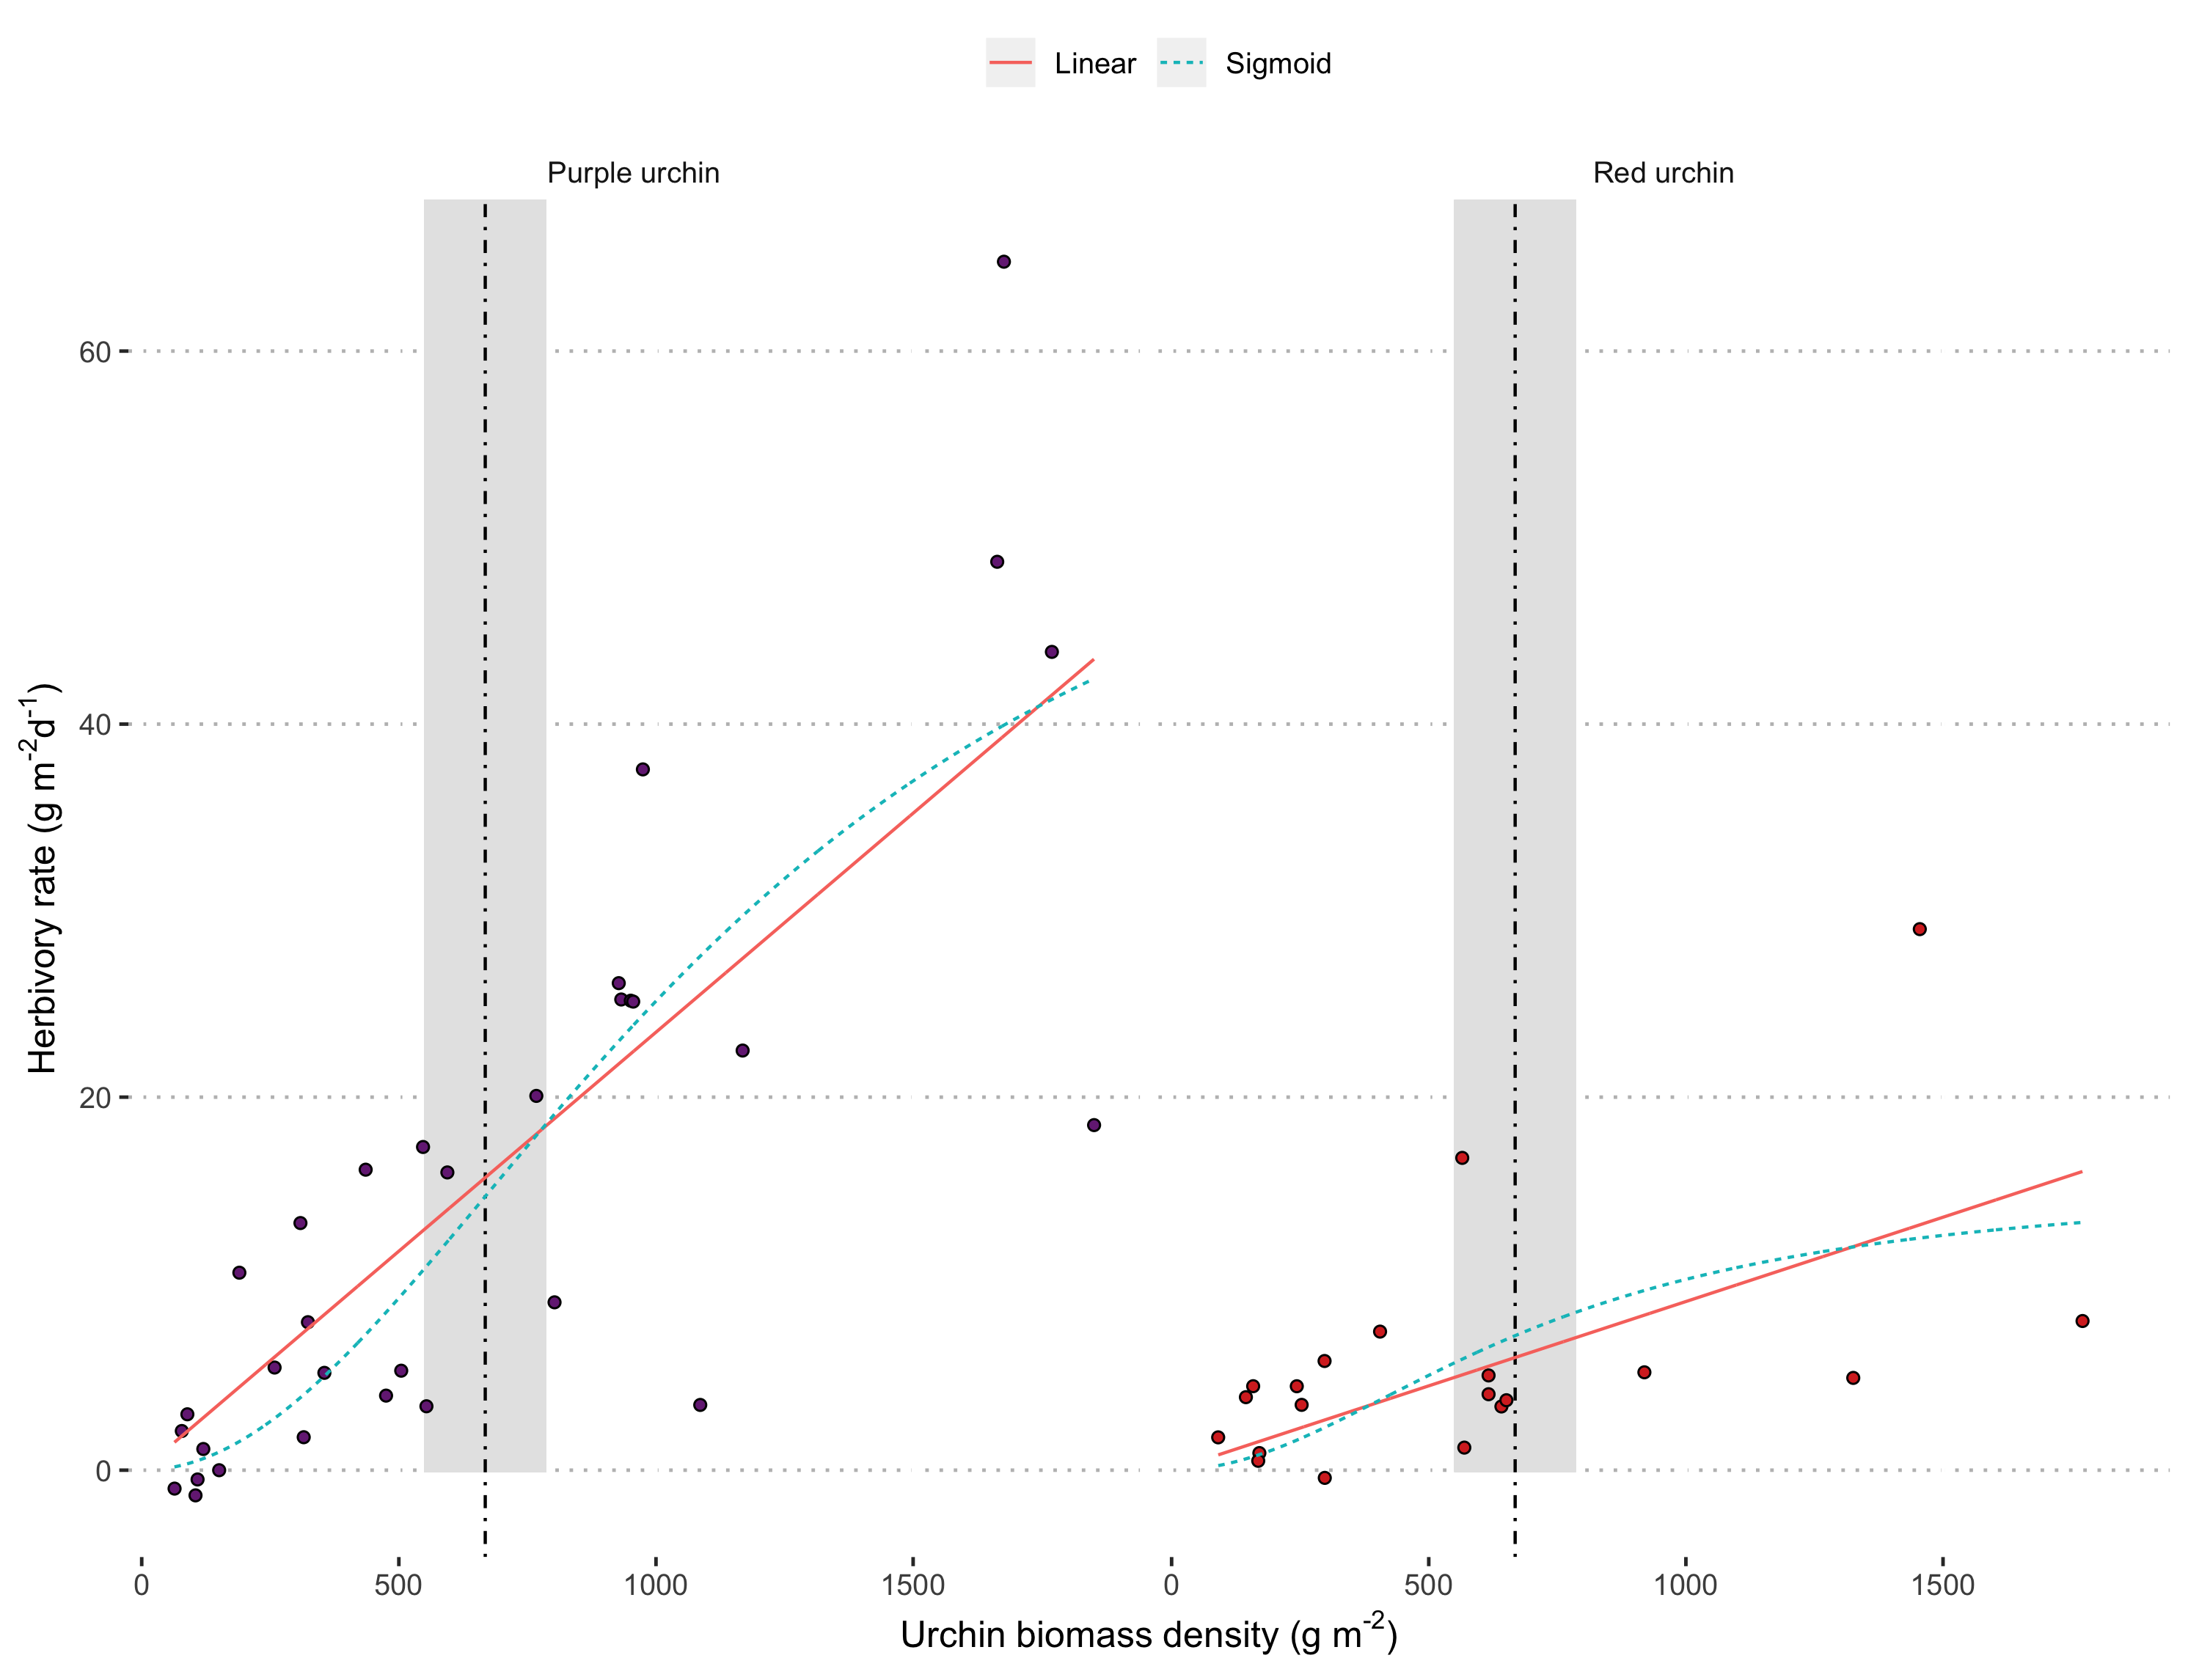 Linear Sigmoid
Purple urchin Red urchin
60
40
20
0
0 500 1000 1500 0 500 1000 1500
Urchin biomass density (g m⁻²)
Herbivory rate (g m⁻²d⁻¹)